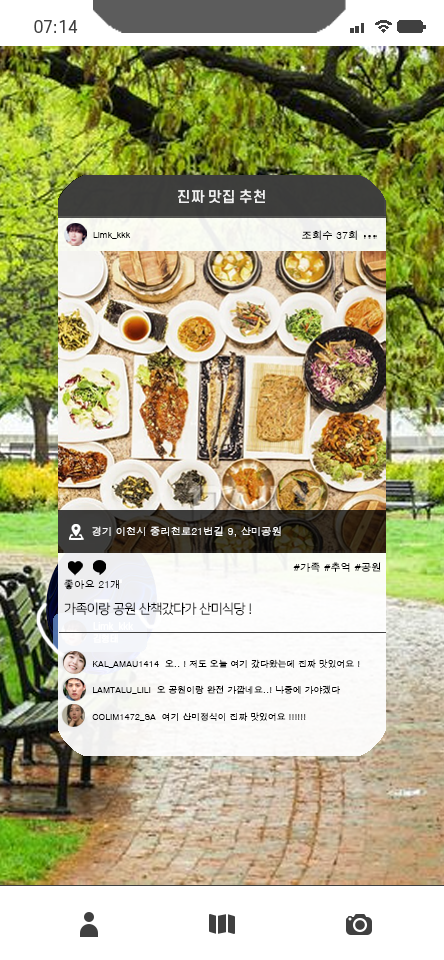 07:14
진짜 맛집 추천
Limk_kkk 조회수 37회
경기 이천시 중리천로21번길 9, 산미공원
#가족 #추억 #공원
좋아요 21개
가족이랑 공원 산책갔다가 산미식당 !
KAL_AMAU1414 오.. ! 저도 오늘 여기 갔다왔는데 진짜 맛있어요 !
LAMTALU_LILI 오 공원이랑 완전 가깝네요..! 나중에 가야겠다
OOLIM1472_SA 여기 산미정식이 진짜 맛있어요 !!!!!!